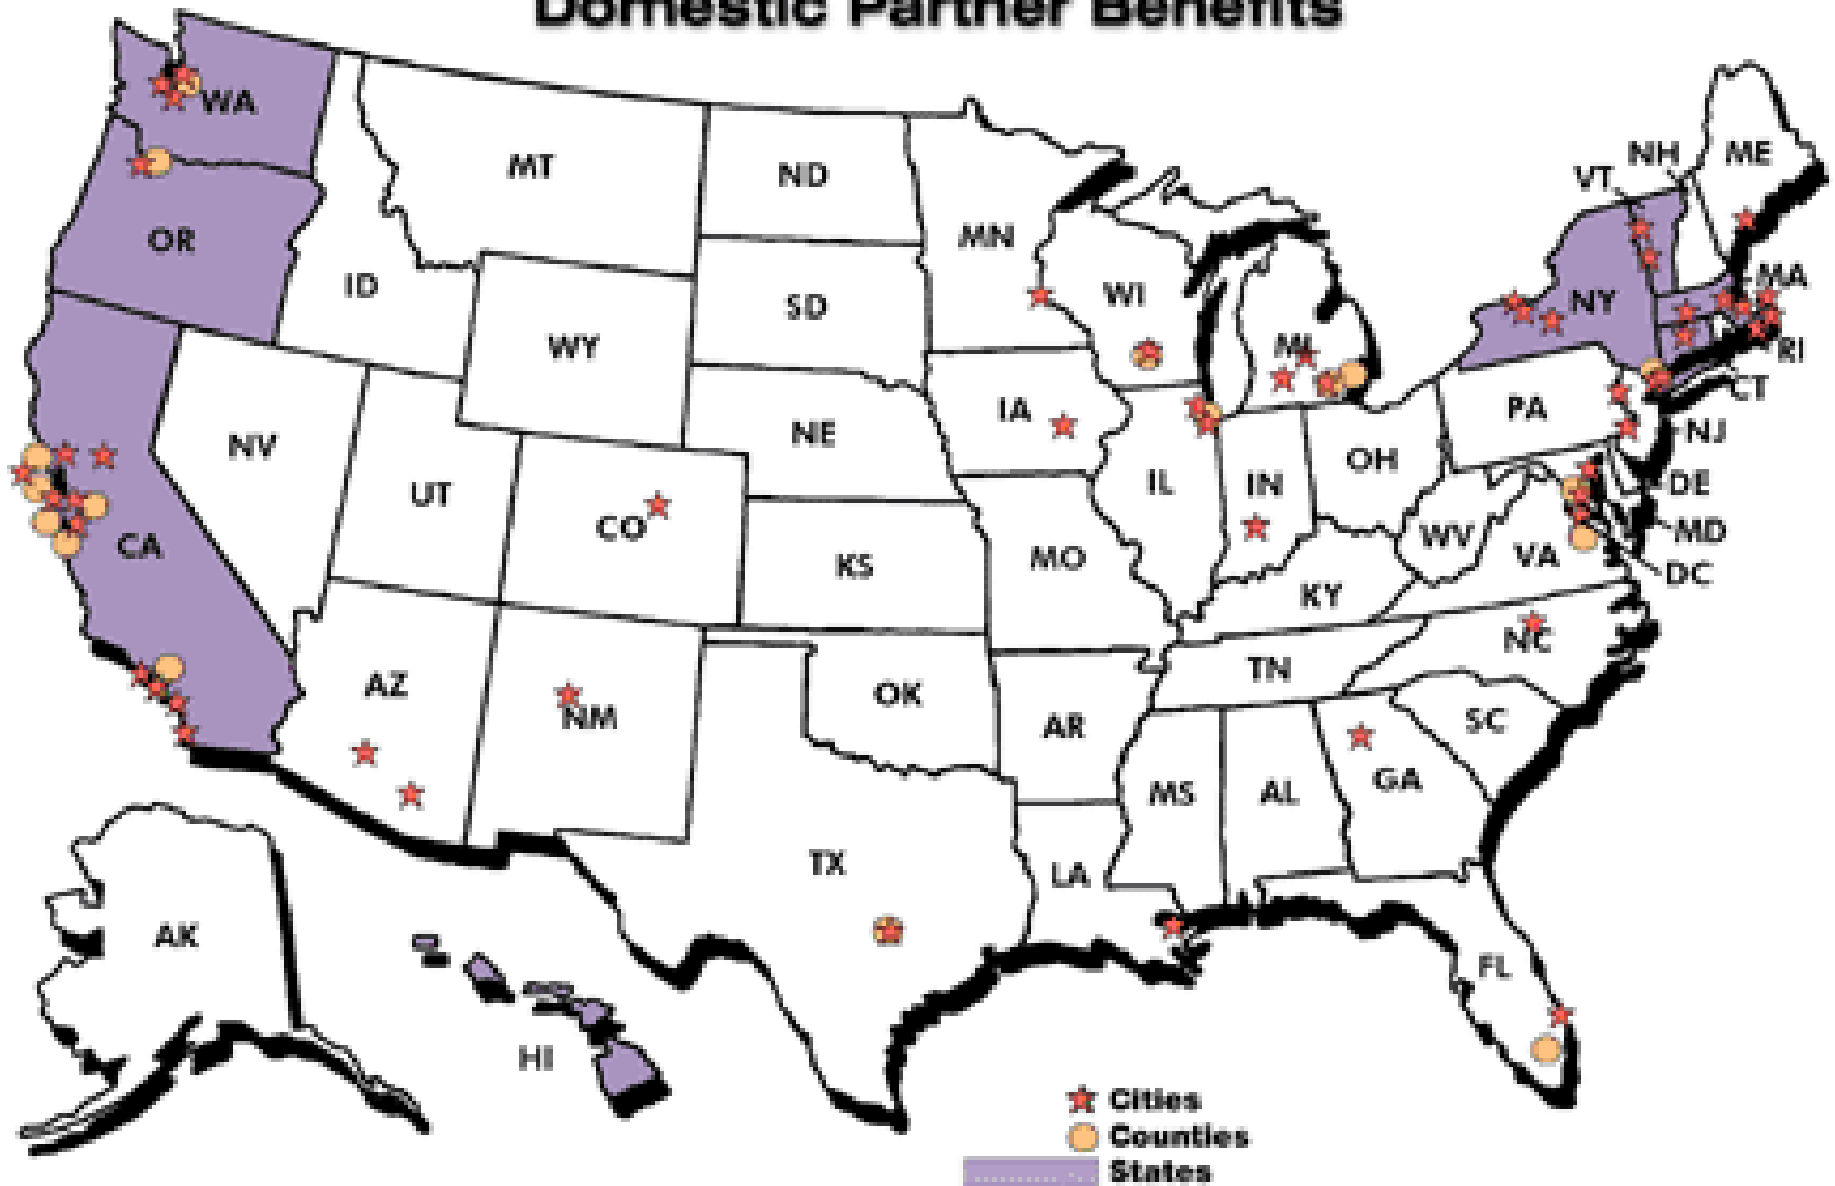 Domestic Partner Benefits
WA
MT
ND
MN
OR
ID
SD
WI
WY
MI
NH
ME
VT
NY
MA
RI
CT
PA
NJ
IA
NE
NV
UT
CO
KS
MO
IL
IN
OH
WV
VA
DE
MD
DC
CA
KY
NC
TN
SC
AZ
NM
OK
AR
MS
AL
GA
TX
LA
FL
AK
HI
Cities
Counties
States